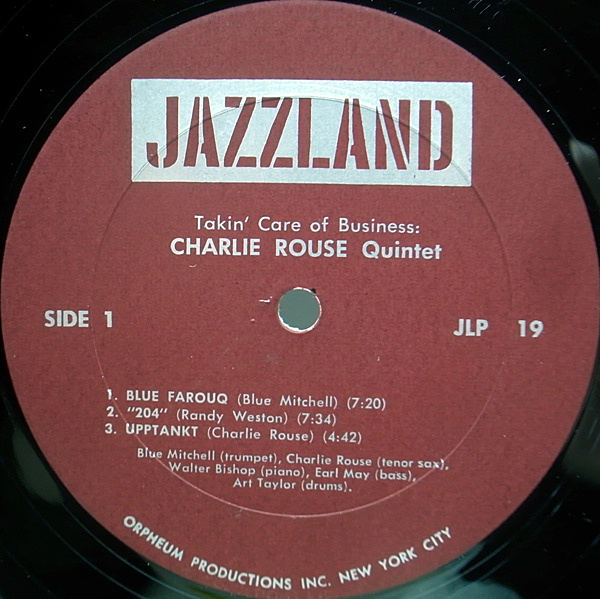 JAZZLAND
Takin' Care of Business:
CHARLIE ROUSE Quintet
SIDE 1
JLP 19
1. BLUE FAROUQ (Blue Mitchell) (7:20)
2. "204" (Randy Weston) (7:34)
3. UPPTANKT (Charlie Rouse) (4:42)
Blue Mitchell (trumpet), Charlie Rouse (tenor sax),
Walter Bishop (piano), Earl May (bass),
Art Taylor (drums).
ORPHEUM PRODUCTIONS INC. NEW YORK CITY